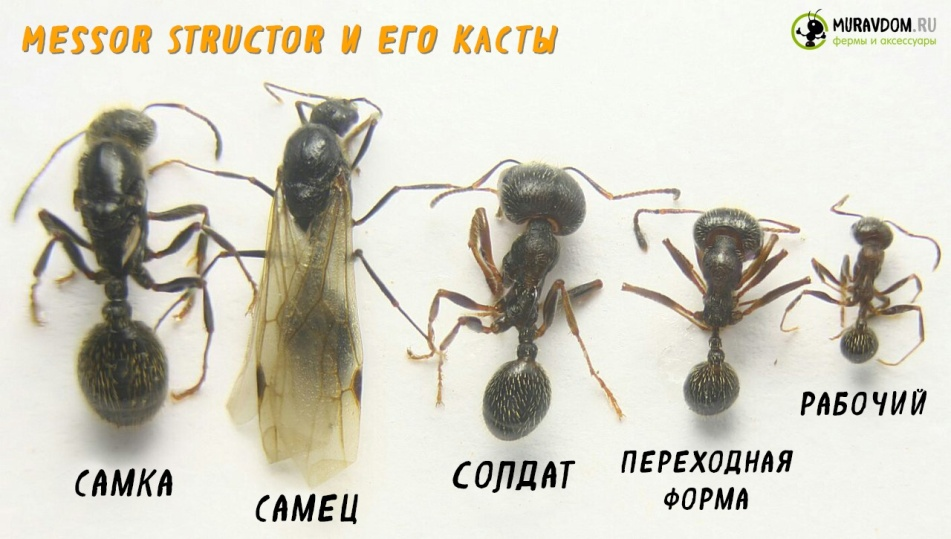 MESSOR STRUCTOR И ЕГО КАСТЫ
MURAVDOM.RU
фермы и аксессуары
САМКА
САМЕЦ
СОЛДАТ
ПЕРЕХОДНАЯ
ФОРМА
РАБОЧИЙ